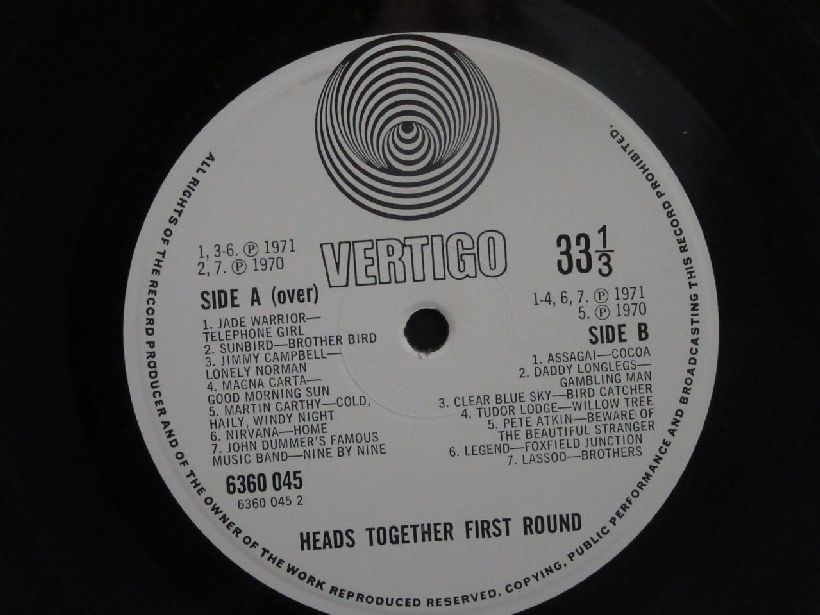 ALL RIGHTS OF THE RECORD PRODUCER AND OF THE OWNER OF THE WORK REPRODUCED RESERVED. COPYING, PUBLIC PERFORMANCE AND BROADCASTING THIS RECORD PROHIBITED.
VERTIGO
33 1/3
1, 3-6. ℗ 1971
2, 7. ℗ 1970
SIDE A (over)
1. JADE WARRIOR—
TELEPHONE GIRL
2. SUNBIRD—BROTHER BIRD
3. JIMMY CAMPBELL—
LONELY NORMAN
4. MAGNA CARTA—
GOOD MORNING SUN
5. MARTIN CARTHY—COLD,
HAILY, WINDY NIGHT
6. NIRVANA—HOME
7. JOHN DUMMER'S FAMOUS
MUSIC BAND—NINE BY NINE
6360 045
6360 045 2
1-4, 6, 7. ℗ 1971
5. ℗ 1970
SIDE B
1. ASSAGAI—COCOA
2. DADDY LONGLEGS—
GAMBLING MAN
3. CLEAR BLUE SKY—BIRD CATCHER
4. TUDOR LODGE—WILLOW TREE
5. PETE ATKIN—BEWARE OF
THE BEAUTIFUL STRANGER
6. LEGEND—FOXFIELD JUNCTION
7. LASSOO—BROTHERS
HEADS TOGETHER FIRST ROUND